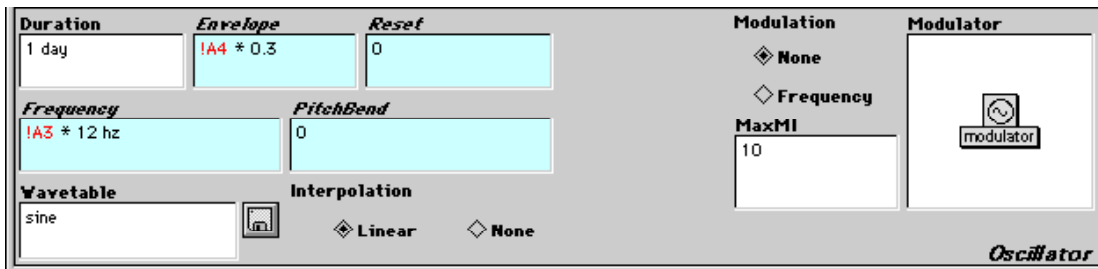 Duration
Envelope
Reset
Modulation
Modulator
1 day
!A4 * 0.3
0
None
Frequency
Frequency
PitchBend
MaxMI
!A3 * 12 hz
0
10
modulator
Wavetable
Interpolation
sine
Linear
None
Oscillator